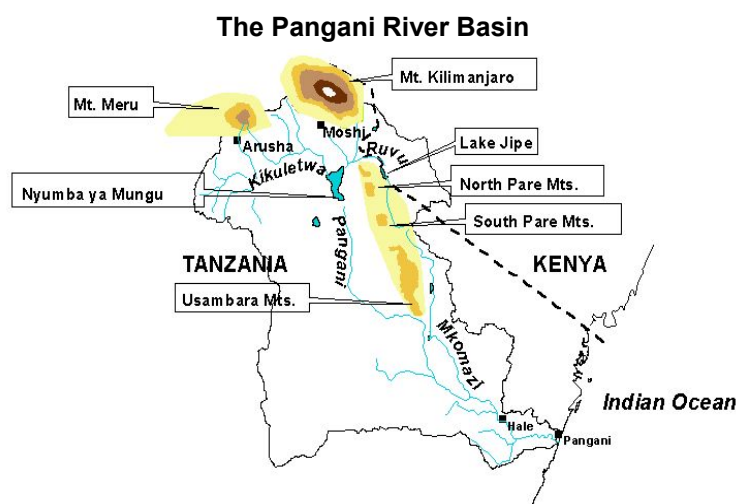 The Pangani River Basin
Mt. Kilimanjaro
Mt. Meru
Moshi
Arusha
Ruvu
Lake Jipe
Kikuletwa
North Pare Mts.
Nyumba ya Mungu
South Pare Mts.
Pangani
TANZANIA
KENYA
Usambara Mts.
Mkomazi
Indian Ocean
Hale
Pangani